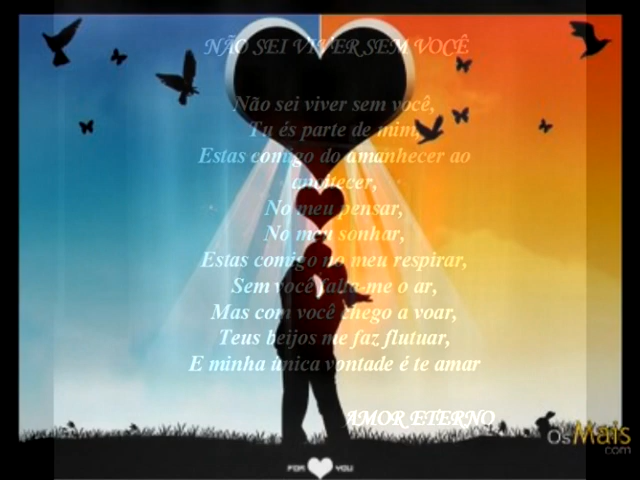 NÃO SEI VIVER SEM VOCÊ
Não sei viver sem você,
Tu és parte de mim,
Estas comigo do amanhecer ao
anoitecer,
No meu pensar,
No meu sonhar,
Estas comigo no meu respirar,
Sem você falta-me o ar,
Mas com você chego a voar,
Teus beijos me faz flutuar,
E minha única vontade é te amar
AMOR ETERNO
OsMais
.com
FOR YOU